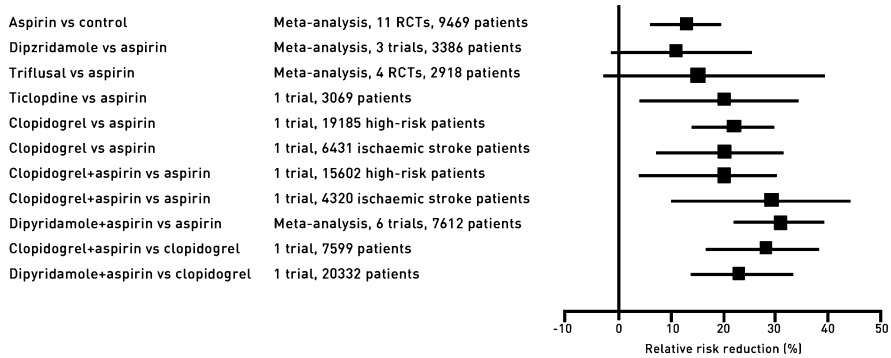 Aspirin vs control Meta-analysis, 11 RCTs, 9469 patients
Dipzridamole vs aspirin Meta-analysis, 3 trials, 3386 patients
Triflusal vs aspirin Meta-analysis, 4 RCTs, 2918 patients
Ticlopdine vs aspirin 1 trial, 3069 patients
Clopidogrel vs aspirin 1 trial, 19185 high-risk patients
Clopidogrel vs aspirin 1 trial, 6431 ischaemic stroke patients
Clopidogrel+aspirin vs aspirin 1 trial, 15602 high-risk patients
Clopidogrel+aspirin vs aspirin 1 trial, 4320 ischaemic stroke patients
Dipyridamole+aspirin vs aspirin Meta-analysis, 6 trials, 7612 patients
Clopidogrel+aspirin vs clopidogrel 1 trial, 7599 patients
Dipyridamole+aspirin vs clopidogrel 1 trial, 20332 patients
-10 0 10 20 30 40 50
Relative risk reduction (%)